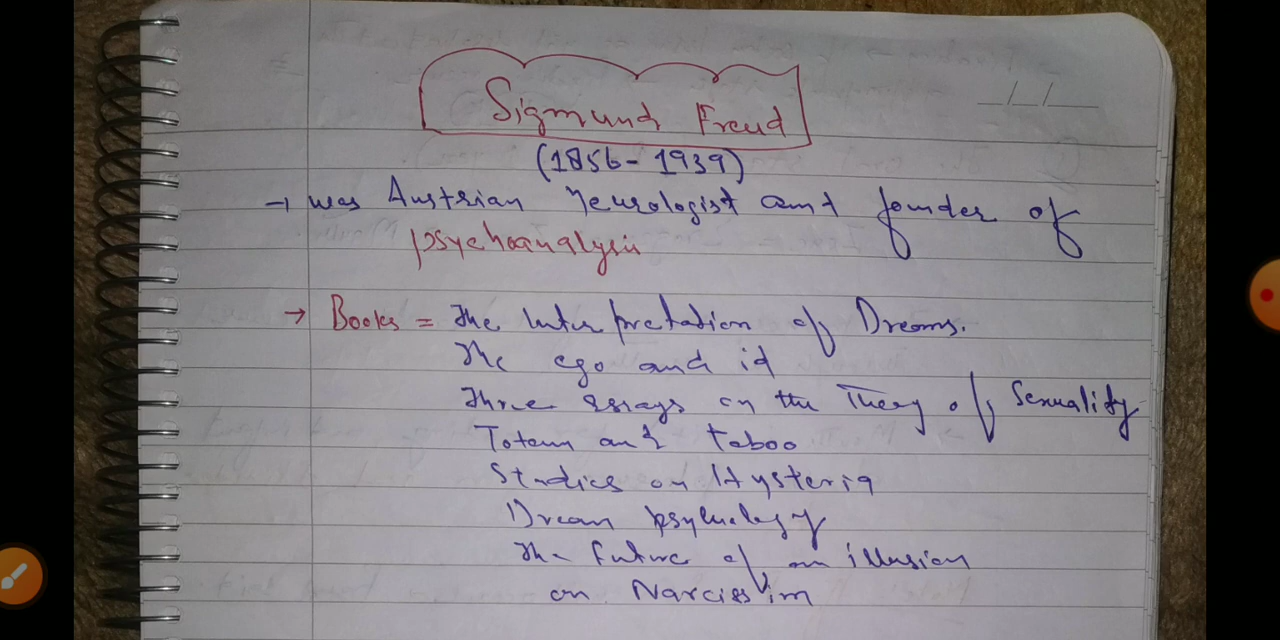 Sigmund Freud
(1856-1939)
→ was Austrian Neurologist and founder of
psychoanalysis
→ Books = The Interpretation of Dreams.
The ego and id
Three essays on the Theory of Sexuality
Totem and taboo
Studies on Hysteria
Dream psychology
The future of an illusion
on Narcissim